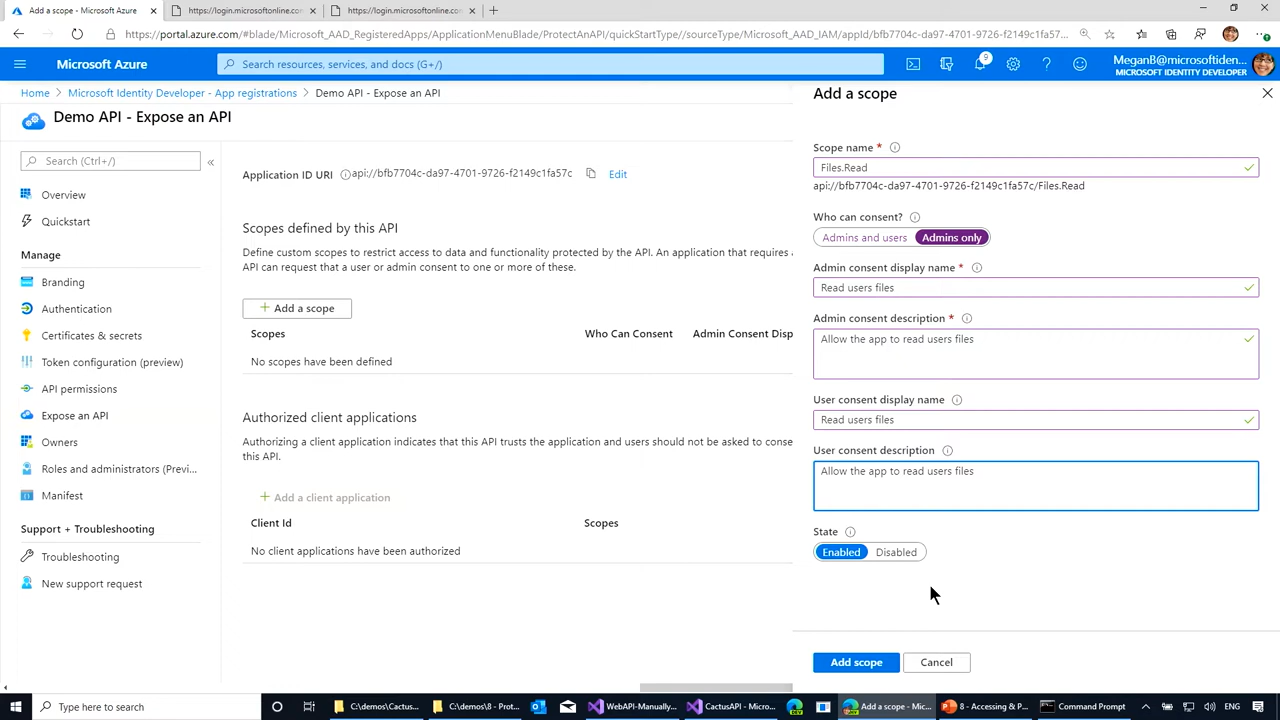 Add a scope - Microsoft Azure
https://login.microsoftonline.con
https://login.microsoftonline.con
https://portal.azure.com/#blade/Microsoft_AAD_RegisteredApps/ApplicationMenuBlade/ProtectAnAPI/quickStartType//sourceType/Microsoft_AAD_IAM/appId/bfb7704c-da97-4701-9726-f2149c1fa57...
Microsoft Azure
Search resources, services, and docs (G+/)
9
MeganB@microsoftiden...
MICROSOFT IDENTITY DEVELOPER
Home > Microsoft Identity Developer - App registrations > Demo API - Expose an API
Demo API - Expose an API
Search (Ctrl+/)
«
Overview
Quickstart
Manage
Branding
Authentication
Certificates & secrets
Token configuration (preview)
API permissions
Expose an API
Owners
Roles and administrators (Previ...
Manifest
Support + Troubleshooting
Troubleshooting
New support request
Application ID URI
api://bfb7704c-da97-4701-9726-f2149c1fa57c
Edit
Scopes defined by this API
Define custom scopes to restrict access to data and functionality protected by the API. An application that requires a
API can request that a user or admin consent to one or more of these.
+ Add a scope
Scopes Who Can Consent Admin Consent Disp
No scopes have been defined
Authorized client applications
Authorizing a client application indicates that this API trusts the application and users should not be asked to conse
this API.
+ Add a client application
Client Id Scopes
No client applications have been authorized
Add a scope
Scope name *
Files.Read
api://bfb7704c-da97-4701-9726-f2149c1fa57c/Files.Read
Who can consent?
Admins and users Admins only
Admin consent display name *
Read users files
Admin consent description *
Allow the app to read users files
User consent display name
Read users files
User consent description
Allow the app to read users files
State
Enabled Disabled
Add scope Cancel
Type here to search
C:\demos\Cactus...
C:\demos\8 - Prot...
WebAPI-Manually...
CactusAPI - Micro...
Add a scope - Mic...
8 - Accessing & P...
Command Prompt
ENG